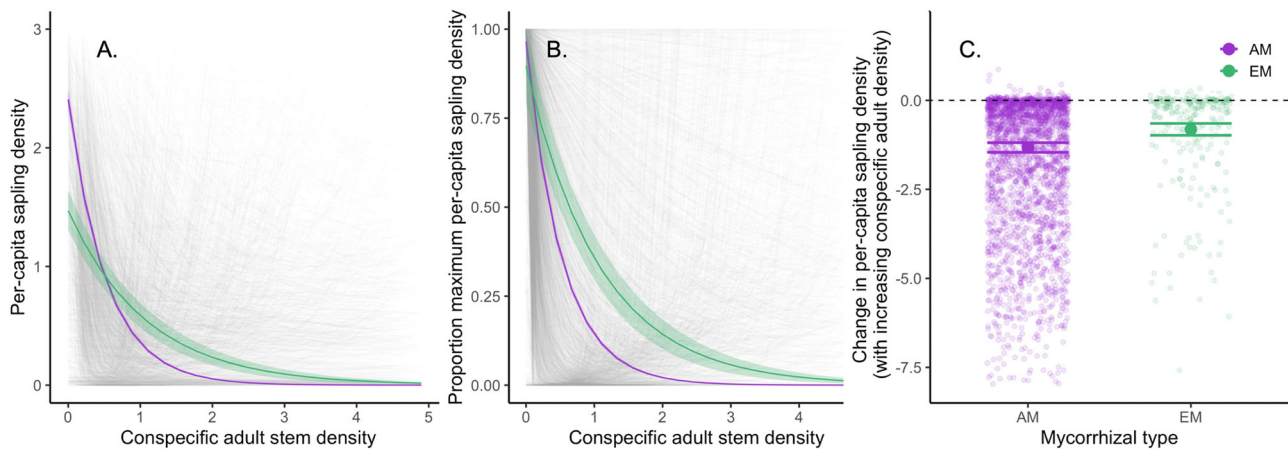 A.
Per-capita sapling density
3
2
1
0
0 1 2 3 4 5
Conspecific adult stem density
B.
Proportion maximum per-capita sapling density
1.00
0.75
0.50
0.25
0.00
0 1 2 3 4
Conspecific adult stem density
C.
AM
EM
Change in per-capita sapling density
(with increasing conspecific adult density)
0.0
-2.5
-5.0
-7.5
AM EM
Mycorrhizal type